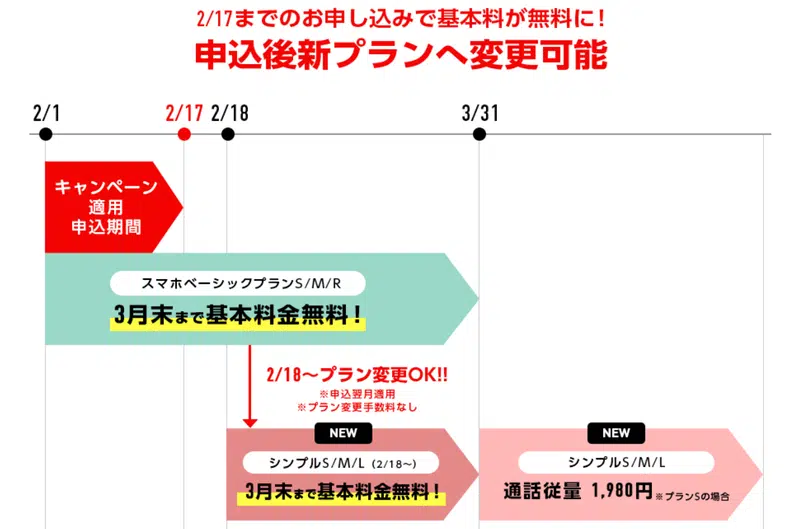 2/17までのお申し込みで基本料が無料に!
申込後新プランへ変更可能
2/1
2/17
2/18
3/31
キャンペーン
適用
申込期間
スマホベーシックプランS/M/R
3月末まで基本料金無料!
2/18〜プラン変更OK!!
※申込翌月適用
※プラン変更手数料なし
NEW
シンプルS/M/L (2/18〜)
3月末まで基本料金無料!
NEW
シンプルS/M/L
通話従量 1,980円 ※プランSの場合